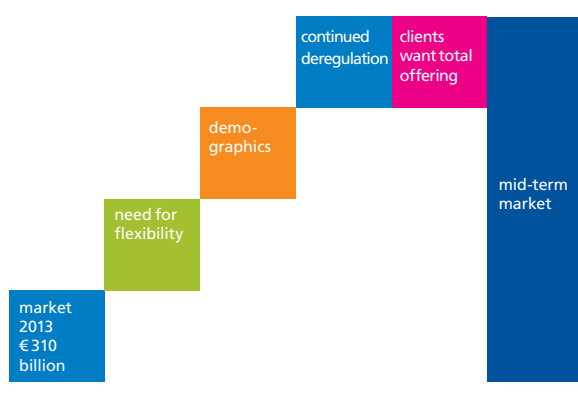 continued
deregulation
clients
want total
offering
demo-
graphics
mid-term
market
need for
flexibility
market
2013
€ 310
billion